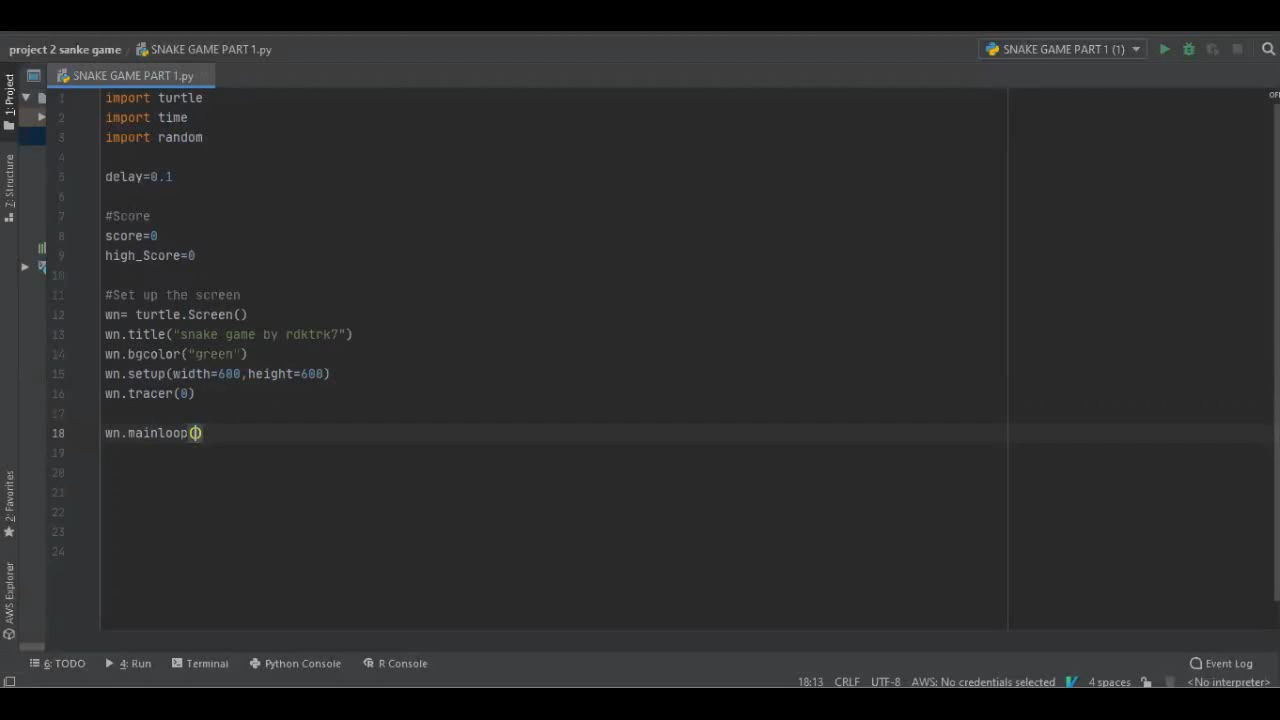 project 2 sanke game SNAKE GAME PART 1.py SNAKE GAME PART 1 (1)
SNAKE GAME PART 1.py
1: Project
7: Structure
2: Favorites
AWS Explorer
OFF
1 import turtle
2 import time
3 import random
4
5 delay=0.1
6
7 #Score
8 score=0
9 high_Score=0
10
11 #Set up the screen
12 wn= turtle.Screen()
13 wn.title("snake game by rdktrk7")
14 wn.bgcolor("green")
15 wn.setup(width=600,height=600)
16 wn.tracer(0)
17
18 wn.mainloop()
19
20
21
22
23
24
6: TODO 4: Run Terminal Python Console R Console Event Log
18:13 CRLF UTF-8 AWS: No credentials selected 4 spaces <No interpreter>